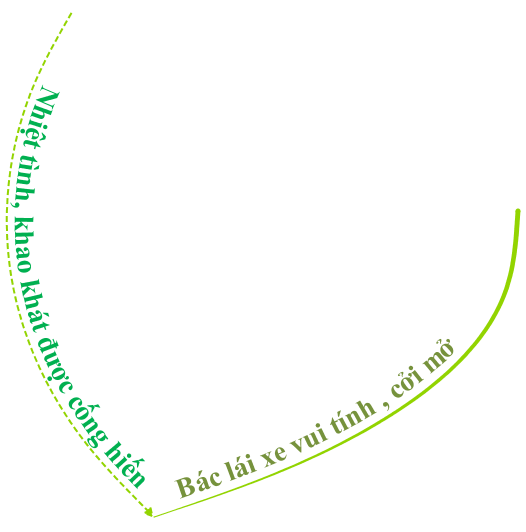 Nhiệt tình, khao khát được cống hiến
Bác lái xe vui tính , cởi mở